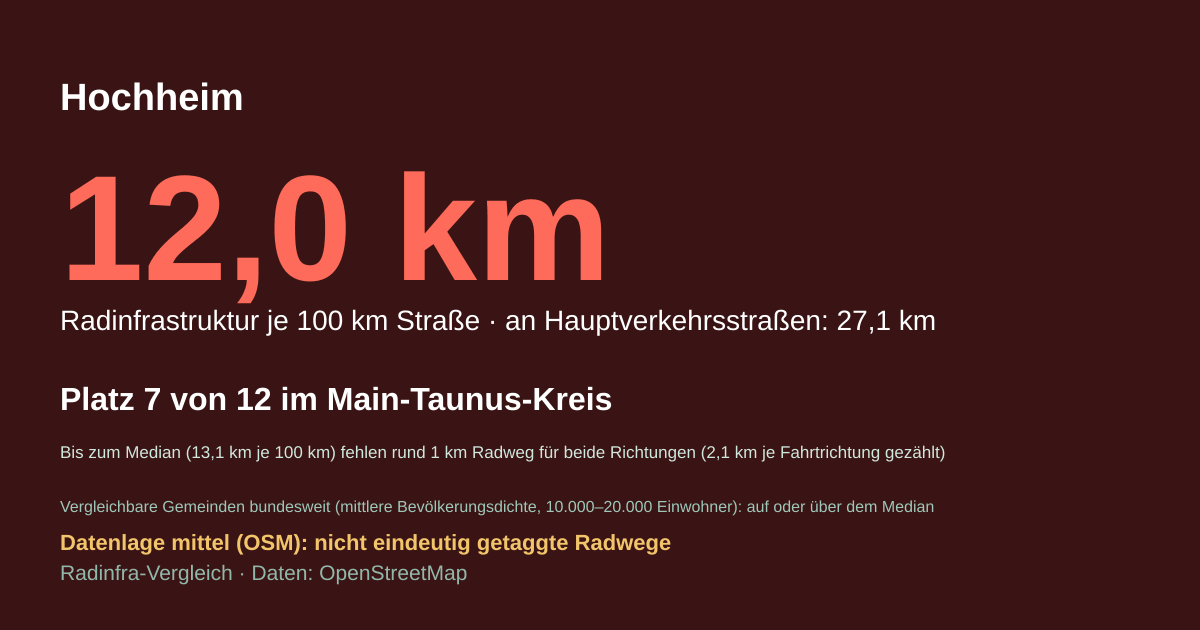 Hochheim
12,0 km
Radinfrastruktur je 100 km Straße · an Hauptverkehrsstraßen: 27,1 km
Platz 7 von 12 im Main-Taunus-Kreis
Bis zum Median (13,1 km je 100 km) fehlen rund 1 km Radweg für beide Richtungen (2,1 km je Fahrtrichtung gezählt)
Vergleichbare Gemeinden bundesweit (mittlere Bevölkerungsdichte, 10.000–20.000 Einwohner): auf oder über dem Median
Datenlage mittel (OSM): nicht eindeutig getaggte Radwege
Radinfra-Vergleich · Daten: OpenStreetMap